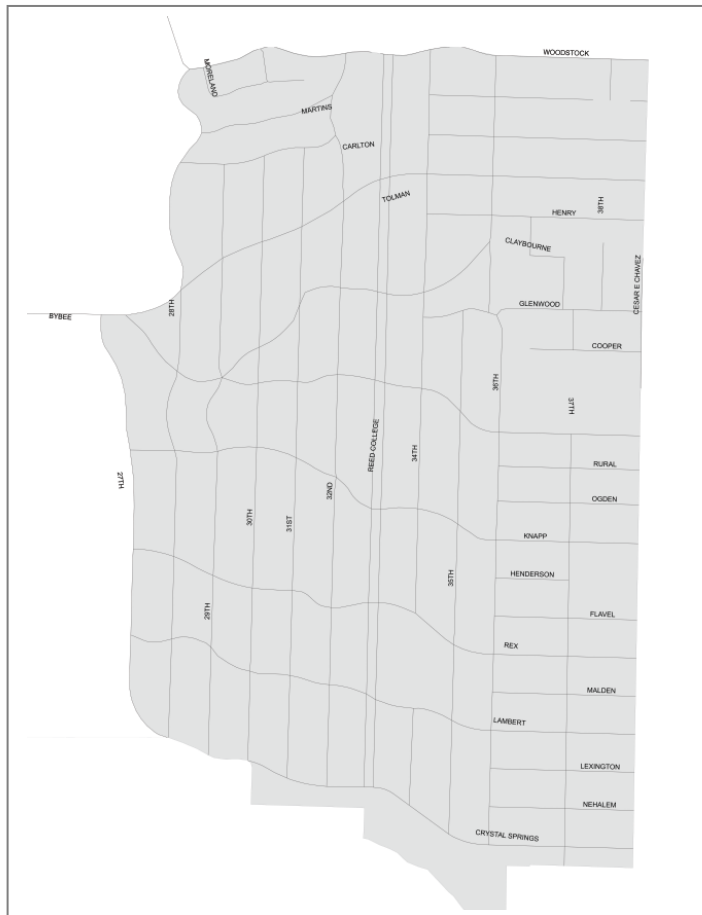 WOODSTOCK
MORELAND
MARTINS
CARLTON
TOLMAN
38TH
HENRY
CLAYBOURNE
CESAR E CHAVEZ
28TH
GLENWOOD
BYBEE
COOPER
36TH
37TH
REED COLLEGE
34TH
RURAL
27TH
32ND
OGDEN
30TH
31ST
KNAPP
HENDERSON
35TH
29TH
FLAVEL
REX
MALDEN
LAMBERT
LEXINGTON
NEHALEM
CRYSTAL SPRINGS